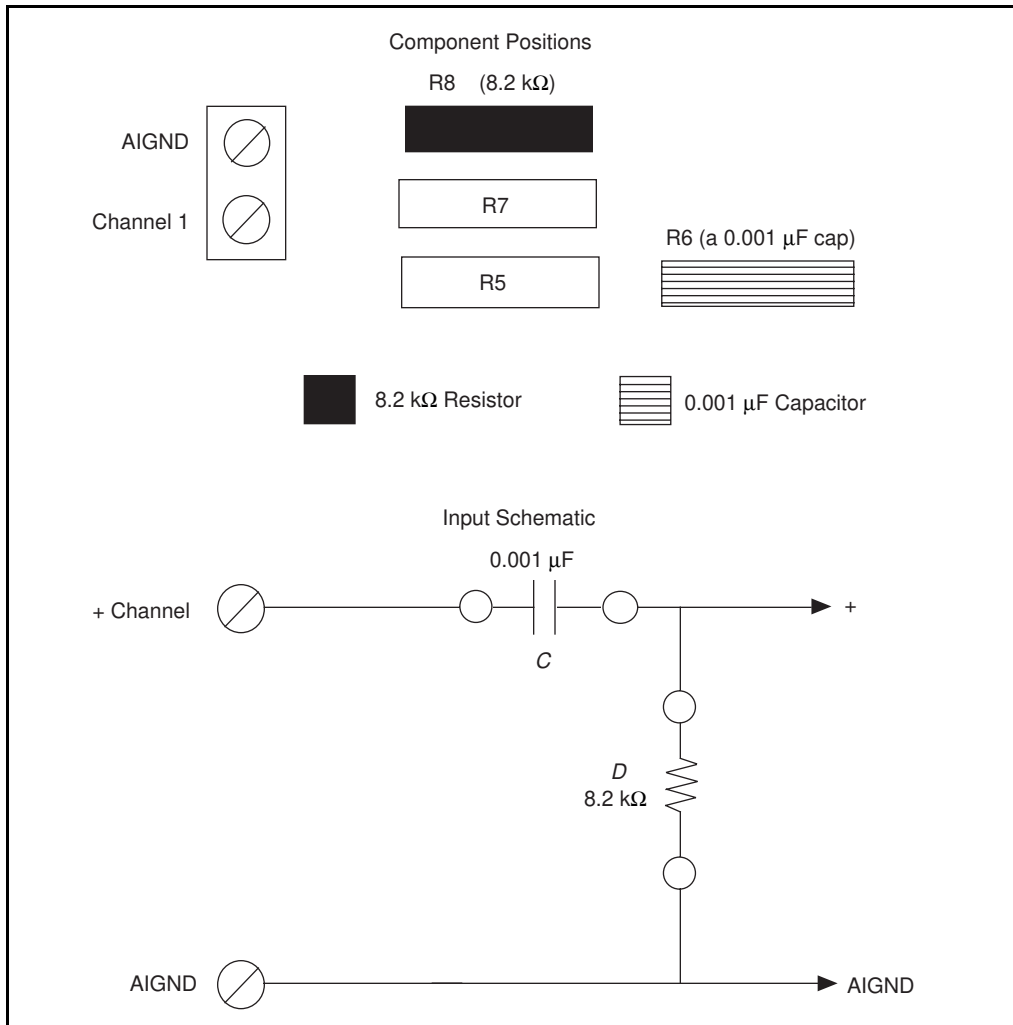 Component Positions
R8 (8.2 kΩ)
AIGND
Channel 1
R7
R6 (a 0.001 μF cap)
R5
8.2 kΩ Resistor
0.001 μF Capacitor
Input Schematic
0.001 μF
+ Channel
+
C
D
8.2 kΩ
AIGND
AIGND